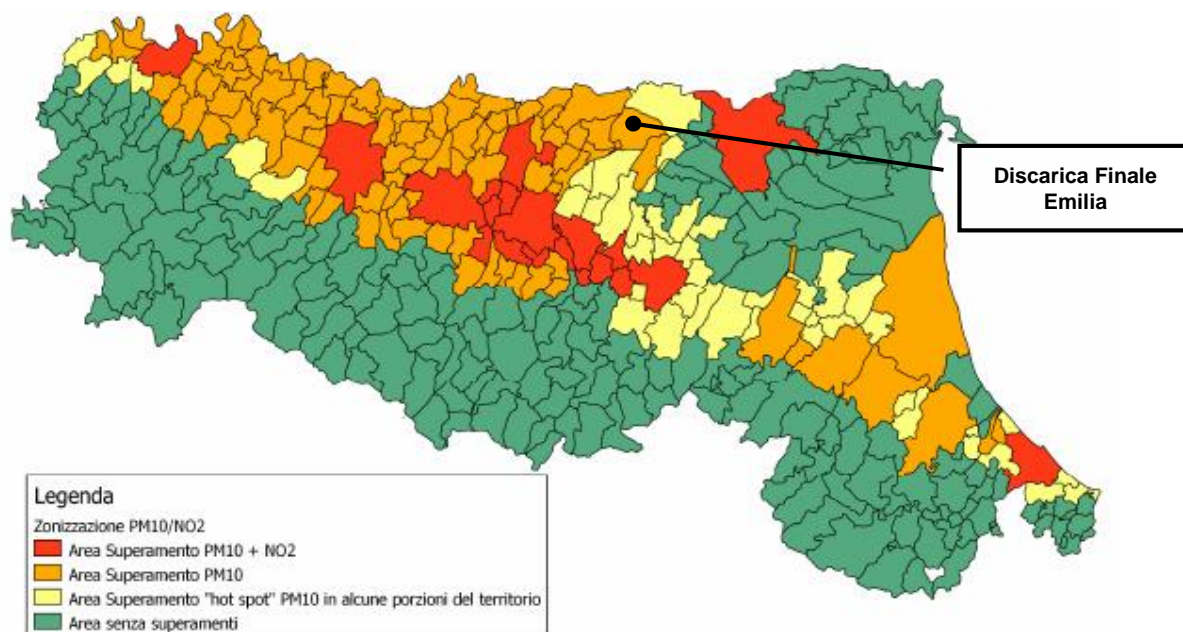 Discarica Finale
Emilia
Legenda
Zonizzazione PM10/NO2
Area Superamento PM10 + NO2
Area Superamento PM10
Area Superamento "hot spot" PM10 in alcune porzioni del territorio
Area senza superamenti